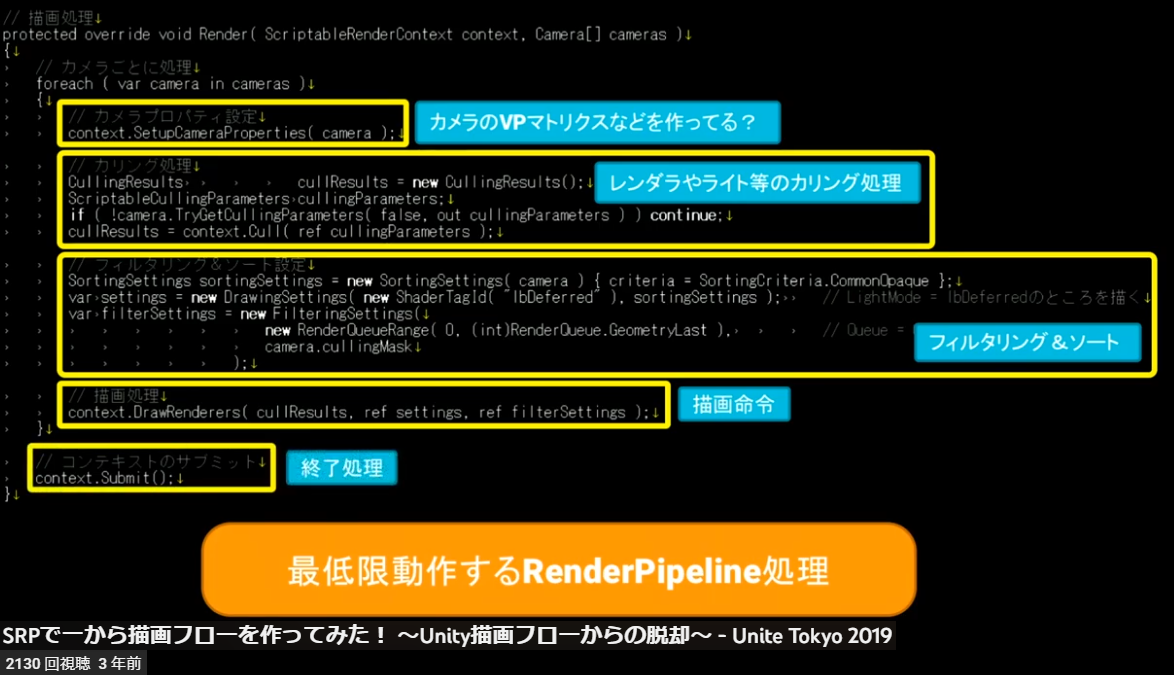 // 描画処理↓
protected override void Render( ScriptableRenderContext context, Camera[] cameras )↓
{↓
// カメラごとに処理↓
foreach ( var camera in cameras )↓
{↓
// カメラプロパティ設定↓
context.SetupCameraProperties( camera );↓
カメラのVPマトリクスなどを作ってる？
// カリング処理↓
CullingResults cullResults = new CullingResults();↓
レンダラやライト等のカリング処理
ScriptableCullingParameters cullingParameters;↓
if ( !camera.TryGetCullingParameters( false, out cullingParameters ) ) continue;↓
cullResults = context.Cull( ref cullingParameters );↓
// フィルタリング＆ソート設定↓
SortingSettings sortingSettings = new SortingSettings( camera ) { criteria = SortingCriteria.CommonOpaque };↓
var settings = new DrawingSettings( new ShaderTagId( "lbDeferred" ), sortingSettings ); // LightMode = lbDeferredのところを描く↓
var filterSettings = new FilteringSettings(↓
new RenderQueueRange( 0, (int)RenderQueue.GeometryLast ), // Queue =
camera.cullingMask↓
フィルタリング＆ソート
);↓
// 描画処理↓
context.DrawRenderers( cullResults, ref settings, ref filterSettings );↓
描画命令
}↓
// コンテキストのサブミット↓
context.Submit();↓
終了処理
}↓
最低限動作するRenderPipeline処理
SRPで一から描画フローを作ってみた！ ～Unity描画フローからの脱却～ - Unite Tokyo 2019
2130 回視聴 3 年前